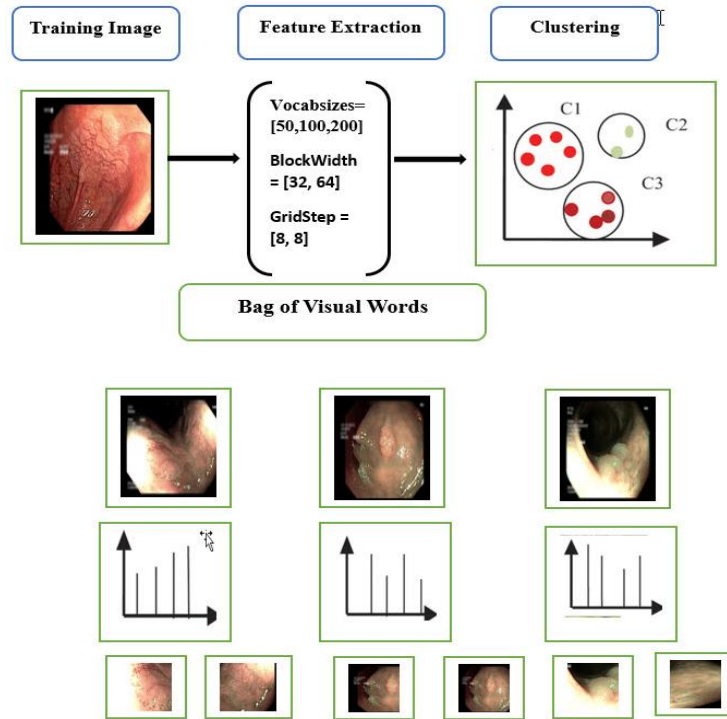 Training Image
Feature Extraction
Clustering
Vocabsizes=
[50,100,200]
BlockWidth
= [32, 64]
GridStep =
[8, 8]
C1
C2
C3
Bag of Visual Words